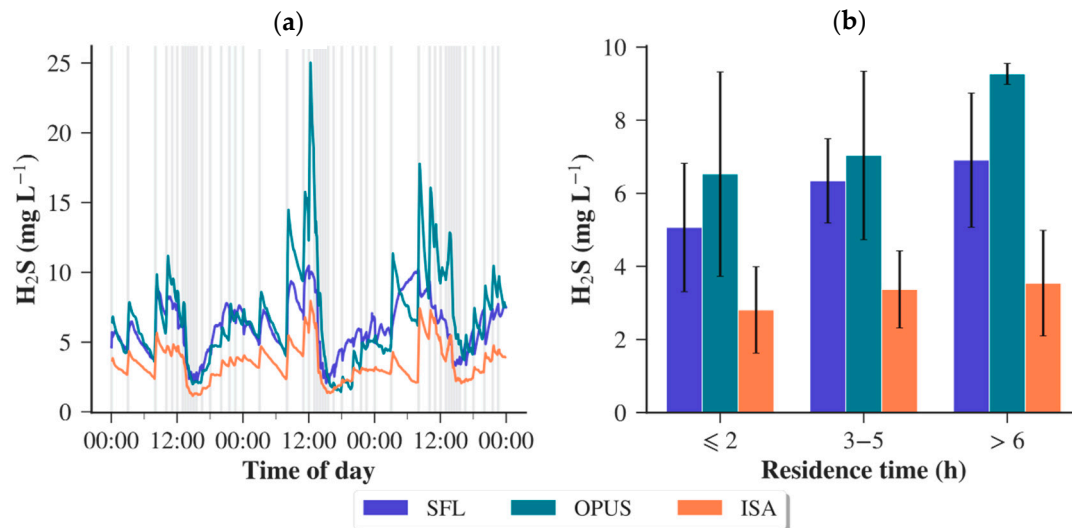 (a)
25
20
15
10
5
0
H₂S (mg L⁻¹)
00:00 12:00 00:00 12:00 00:00 12:00 00:00
Time of day
(b)
10
8
6
4
2
0
H₂S (mg L⁻¹)
⩽ 2 3−5 > 6
Residence time (h)
SFL OPUS ISA